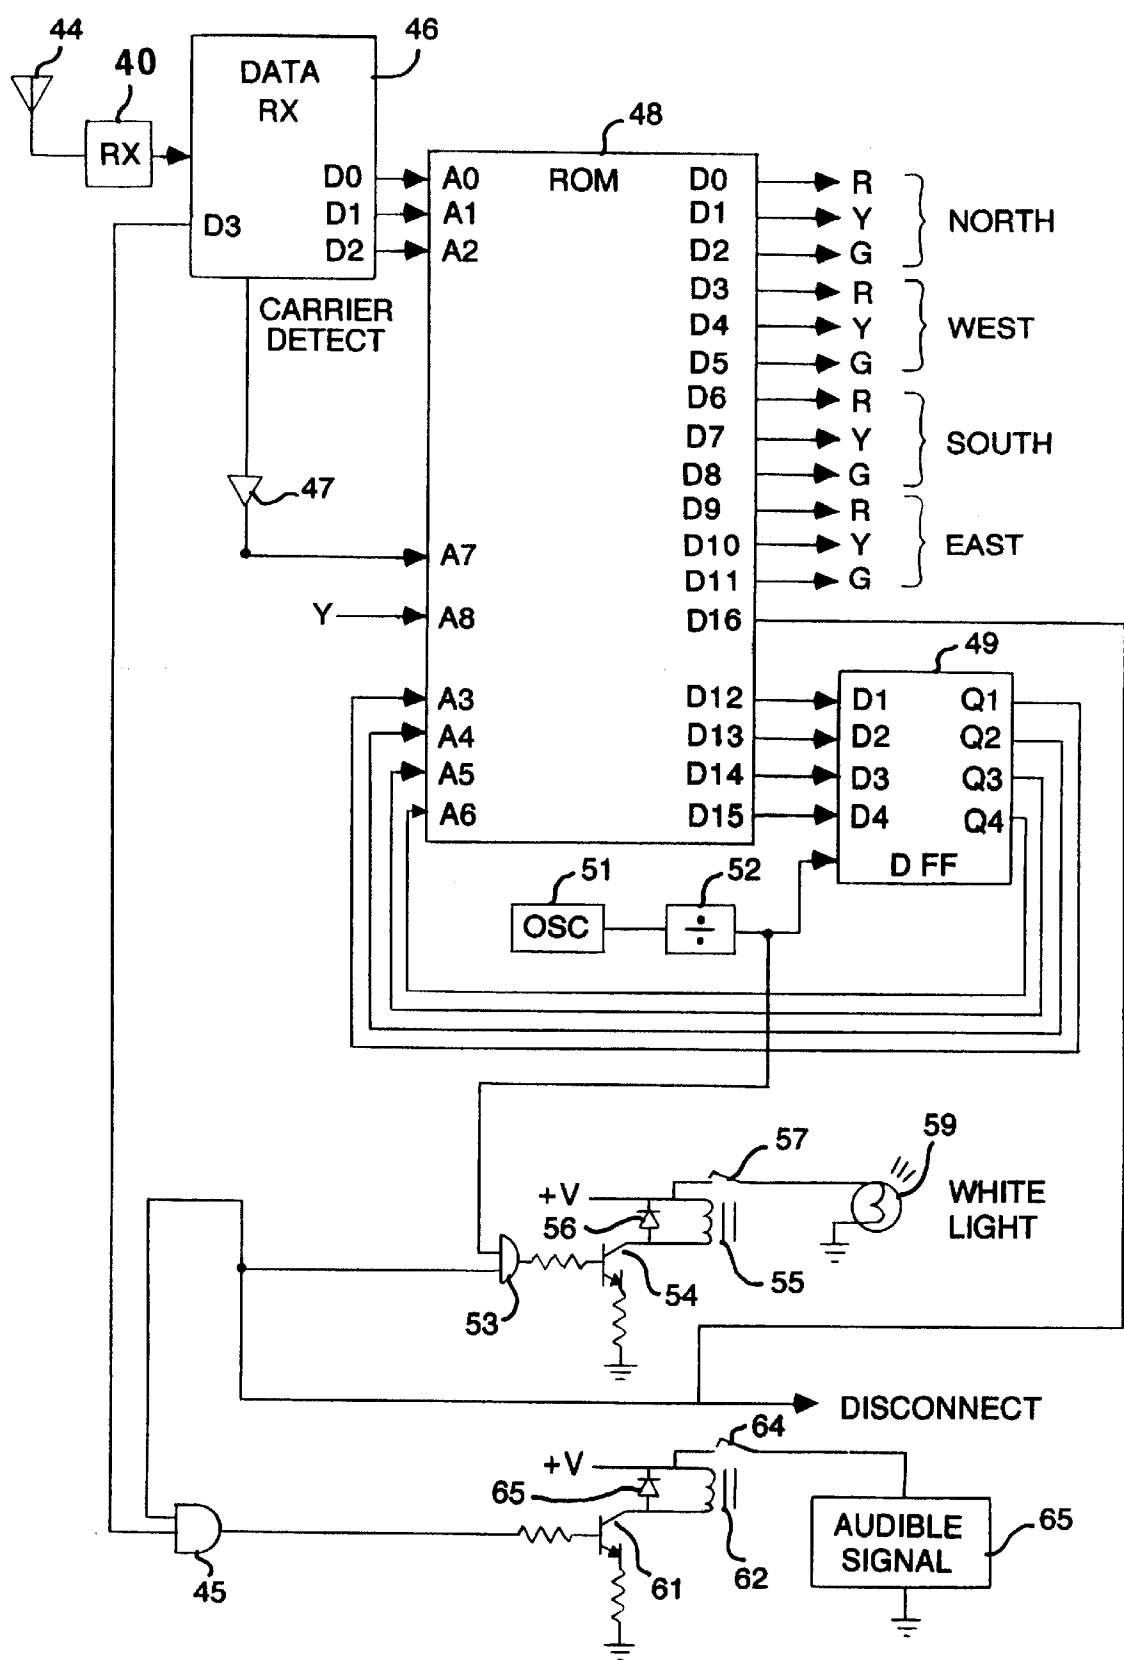 44
40
46
DATA
RX
RX
D0
D1
D2
D3
CARRIER
DETECT
47
48
ROM
A0
A1
A2
A7
Y
A8
A3
A4
A5
A6
D0 R
D1 Y
D2 G
NORTH
D3 R
D4 Y
D5 G
WEST
D6 R
D7 Y
D8 G
SOUTH
D9 R
D10 Y
D11 G
EAST
D16
D12
D13
D14
D15
49
D1 Q1
D2 Q2
D3 Q3
D4 Q4
D FF
51
OSC
52
÷
57
59
+V
56
WHITE
LIGHT
53
54
55
DISCONNECT
64
+V
65
AUDIBLE
SIGNAL
65
45
61
62